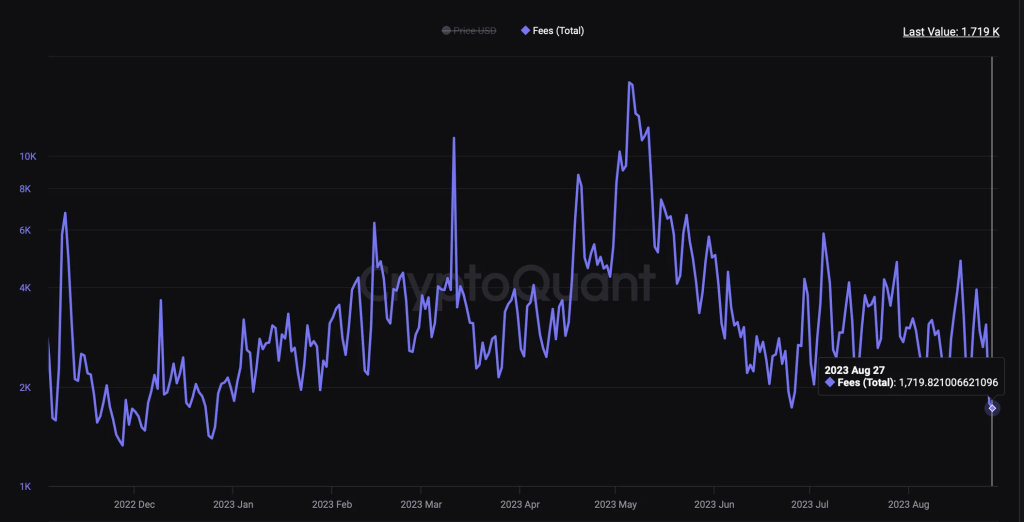 Price USD
Fees (Total)
Last Value: 1.719 K
10K
8K
6K
4K
2K
1K
CryptoQuant
2023 Aug 27
Fees (Total): 1,719.821006621096
2022 Dec
2023 Jan
2023 Feb
2023 Mar
2023 Apr
2023 May
2023 Jun
2023 Jul
2023 Aug